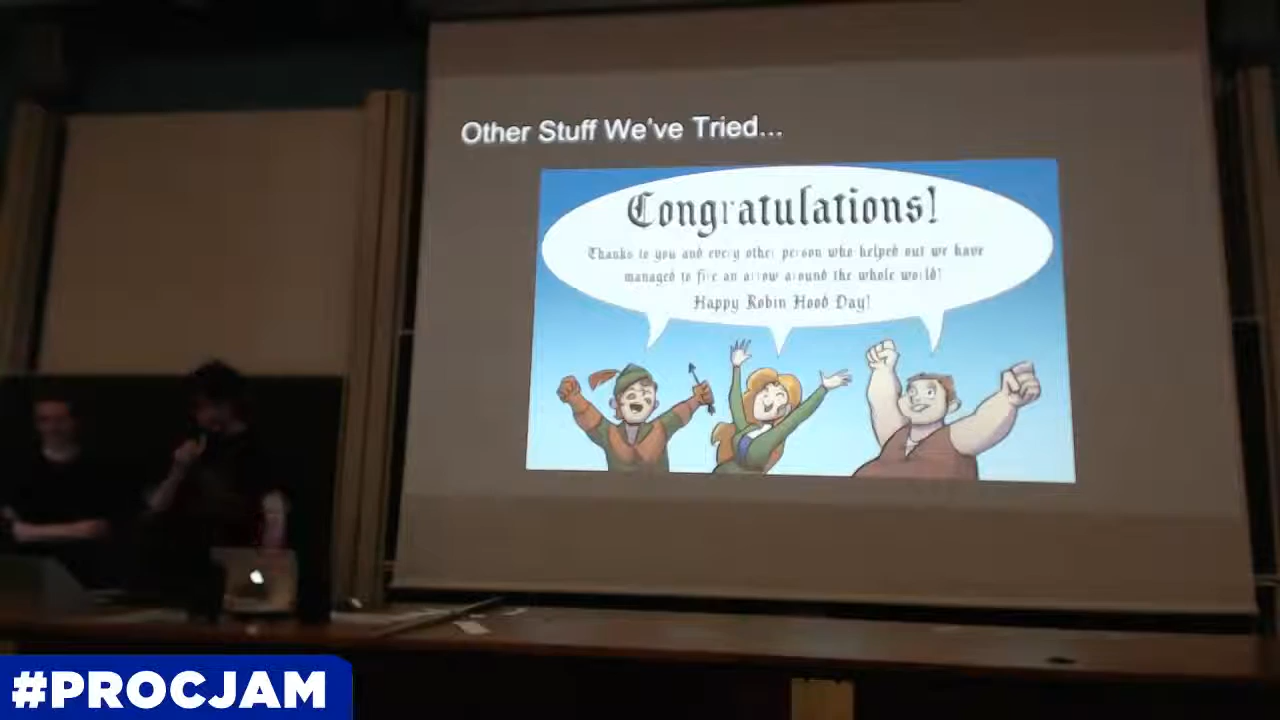 Other Stuff We've Tried...
Congratulations!
Thanks to you and every other person who helped out we have
managed to fire an arrow around the whole world!
Happy Robin Hood Day!
#PROCJAM